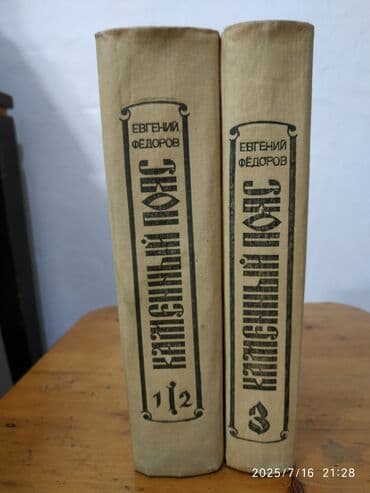 ЕВГЕНИЙ
ФЁДОРОВ
КАМЕННЫЙ ПОЯС
1 2
ЕВГЕНИЙ
ФЁДОРОВ
КАМЕННЫЙ ПОЯС
3
2025/7/16 21:28